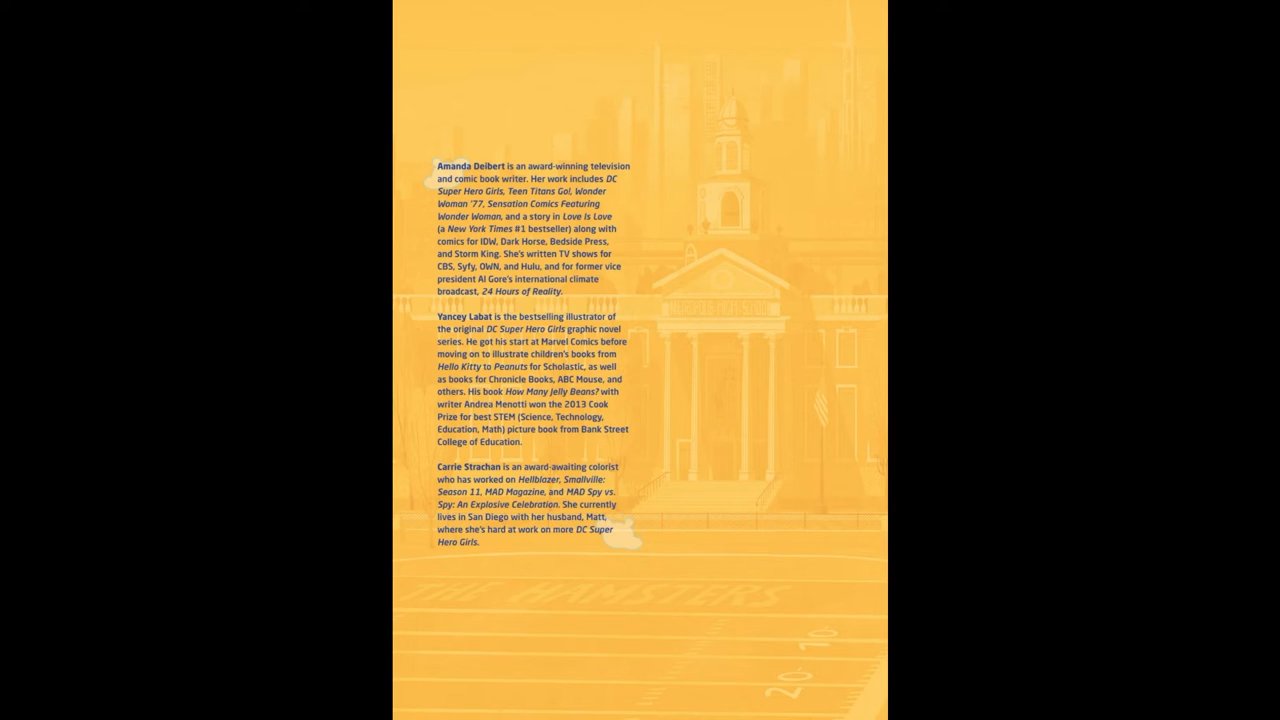 Amanda Deibert is an award-winning television
and comic book writer. Her work includes DC
Super Hero Girls, Teen Titans Go!, Wonder
Woman '77, Sensation Comics Featuring
Wonder Woman, and a story in Love Is Love
(a New York Times #1 bestseller) along with
comics for IDW, Dark Horse, Bedside Press,
and Storm King. She's written TV shows for
CBS, Syfy, OWN, and Hulu, and for former vice
president Al Gore's international climate
broadcast, 24 Hours of Reality.
Yancey Labat is the bestselling illustrator of
the original DC Super Hero Girls graphic novel
series. He got his start at Marvel Comics before
moving on to illustrate children's books from
Hello Kitty to Peanuts for Scholastic, as well
as books for Chronicle Books, ABC Mouse, and
others. His book How Many Jelly Beans? with
writer Andrea Menotti won the 2013 Cook
Prize for best STEM (Science, Technology,
Education, Math) picture book from Bank Street
College of Education.
Carrie Strachan is an award-awaiting colorist
who has worked on Hellblazer, Smallville:
Season 11, MAD Magazine, and MAD Spy vs.
Spy: An Explosive Celebration. She currently
lives in San Diego with her husband, Matt,
where she's hard at work on more DC Super
Hero Girls.
THE HAMSTERS
10
20